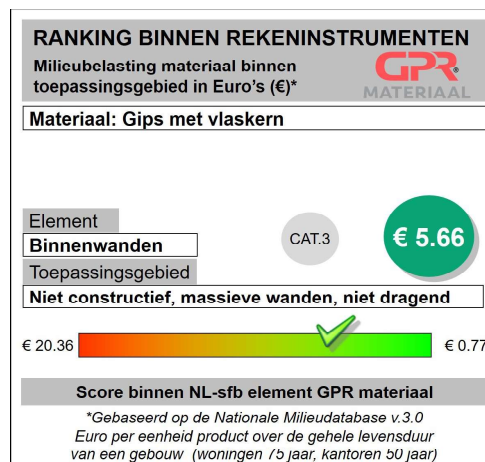 RANKING BINNEN REKENINSTRUMENTEN
Milieubelasting materiaal binnen
toepassingsgebied in Euro's (€)*
GPR®
MATERIAAL
Materiaal: Gips met vlaskern
Element
Binnenwanden
CAT.3
€ 5.66
Toepassingsgebied
Niet constructief, massieve wanden, niet dragend
€ 20.36
€ 0.77
Score binnen NL-sfb element GPR materiaal
*Gebaseerd op de Nationale Milieudatabase v.3.0
Euro per eenheid product over de gehele levensduur
van een gebouw (woningen 75 jaar, kantoren 50 jaar)